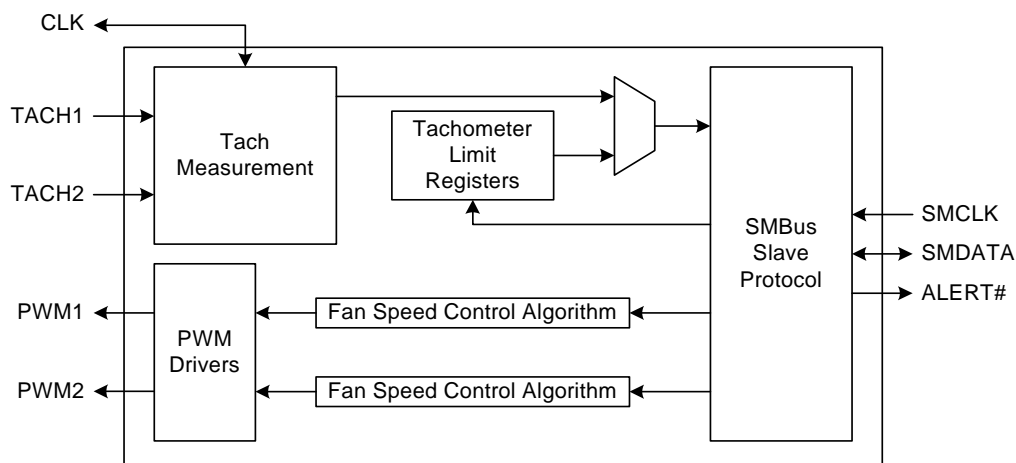 CLK
TACH1
TACH2
Tach
Measurement
Tachometer
Limit
Registers
SMBus
Slave
Protocol
SMCLK
SMDATA
ALERT#
PWM1
PWM2
PWM
Drivers
Fan Speed Control Algorithm
Fan Speed Control Algorithm